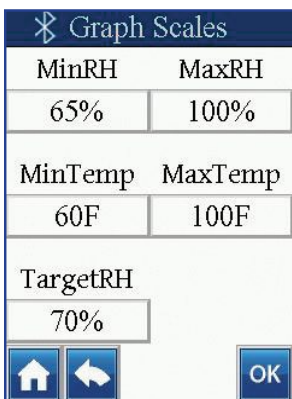 Graph Scales
MinRH MaxRH
65% 100%
MinTemp MaxTemp
60F 100F
TargetRH
70%
OK